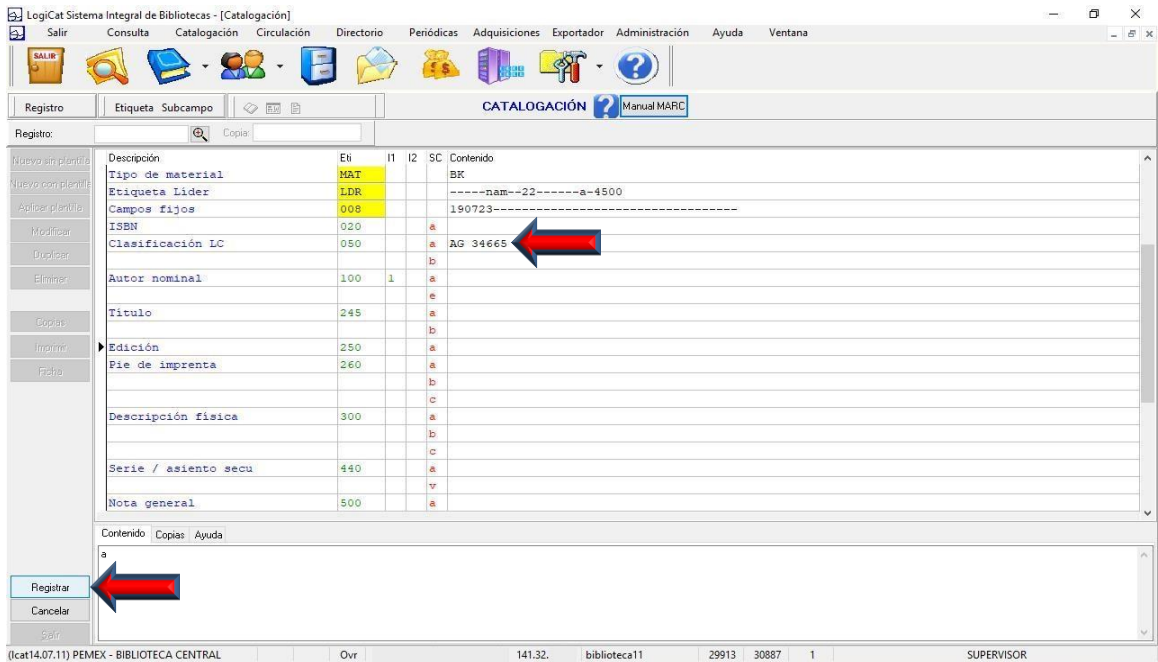 LogiCat Sistema Integral de Bibliotecas - [Catalogación]
Salir Consulta Catalogación Circulación Directorio Periódicas Adquisiciones Exportador Administración Ayuda Ventana
SALIR
Registro Etiqueta Subcampo CATALOGACIÓN Manual MARC
Registro: Copia:
Nuevo sin plantilla
Nuevo con plantilla
Aplicar plantilla
Modificar
Duplicar
Eliminar
Copias
Imprimir
Ficha
Descripción Eti I1 I2 SC Contenido
Tipo de material MAT BK
Etiqueta Líder LDR -----nam--22------a-4500
Campos fijos 008 190723----------------------------------
ISBN 020 a
Clasificación LC 050 a AG 34665
b
Autor nominal 100 1 a
e
Título 245 a
b
Edición 250 a
Pie de imprenta 260 a
b
c
Descripción física 300 a
b
c
Serie / asiento secu 440 a
v
Nota general 500 a
Contenido Copias Ayuda
a
Registrar
Cancelar
Salir
(lcat14.07.11) PEMEX - BIBLIOTECA CENTRAL Ovr 141.32. biblioteca11 29913 30887 1 SUPERVISOR